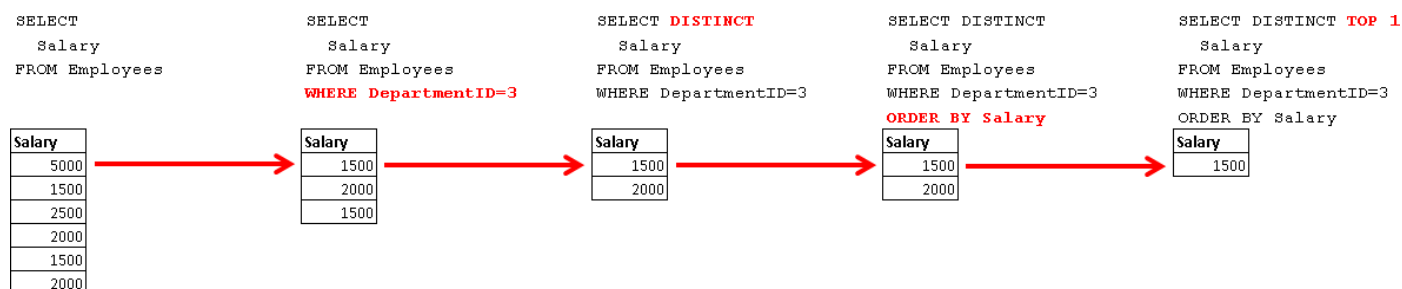 SELECT
Salary
FROM Employees
SELECT
Salary
FROM Employees
WHERE DepartmentID=3
SELECT DISTINCT
Salary
FROM Employees
WHERE DepartmentID=3
SELECT DISTINCT
Salary
FROM Employees
WHERE DepartmentID=3
ORDER BY Salary
SELECT DISTINCT TOP 1
Salary
FROM Employees
WHERE DepartmentID=3
ORDER BY Salary
Salary
5000
1500
2500
2000
1500
2000
Salary
1500
2000
1500
Salary
1500
2000
Salary
1500
2000
Salary
1500